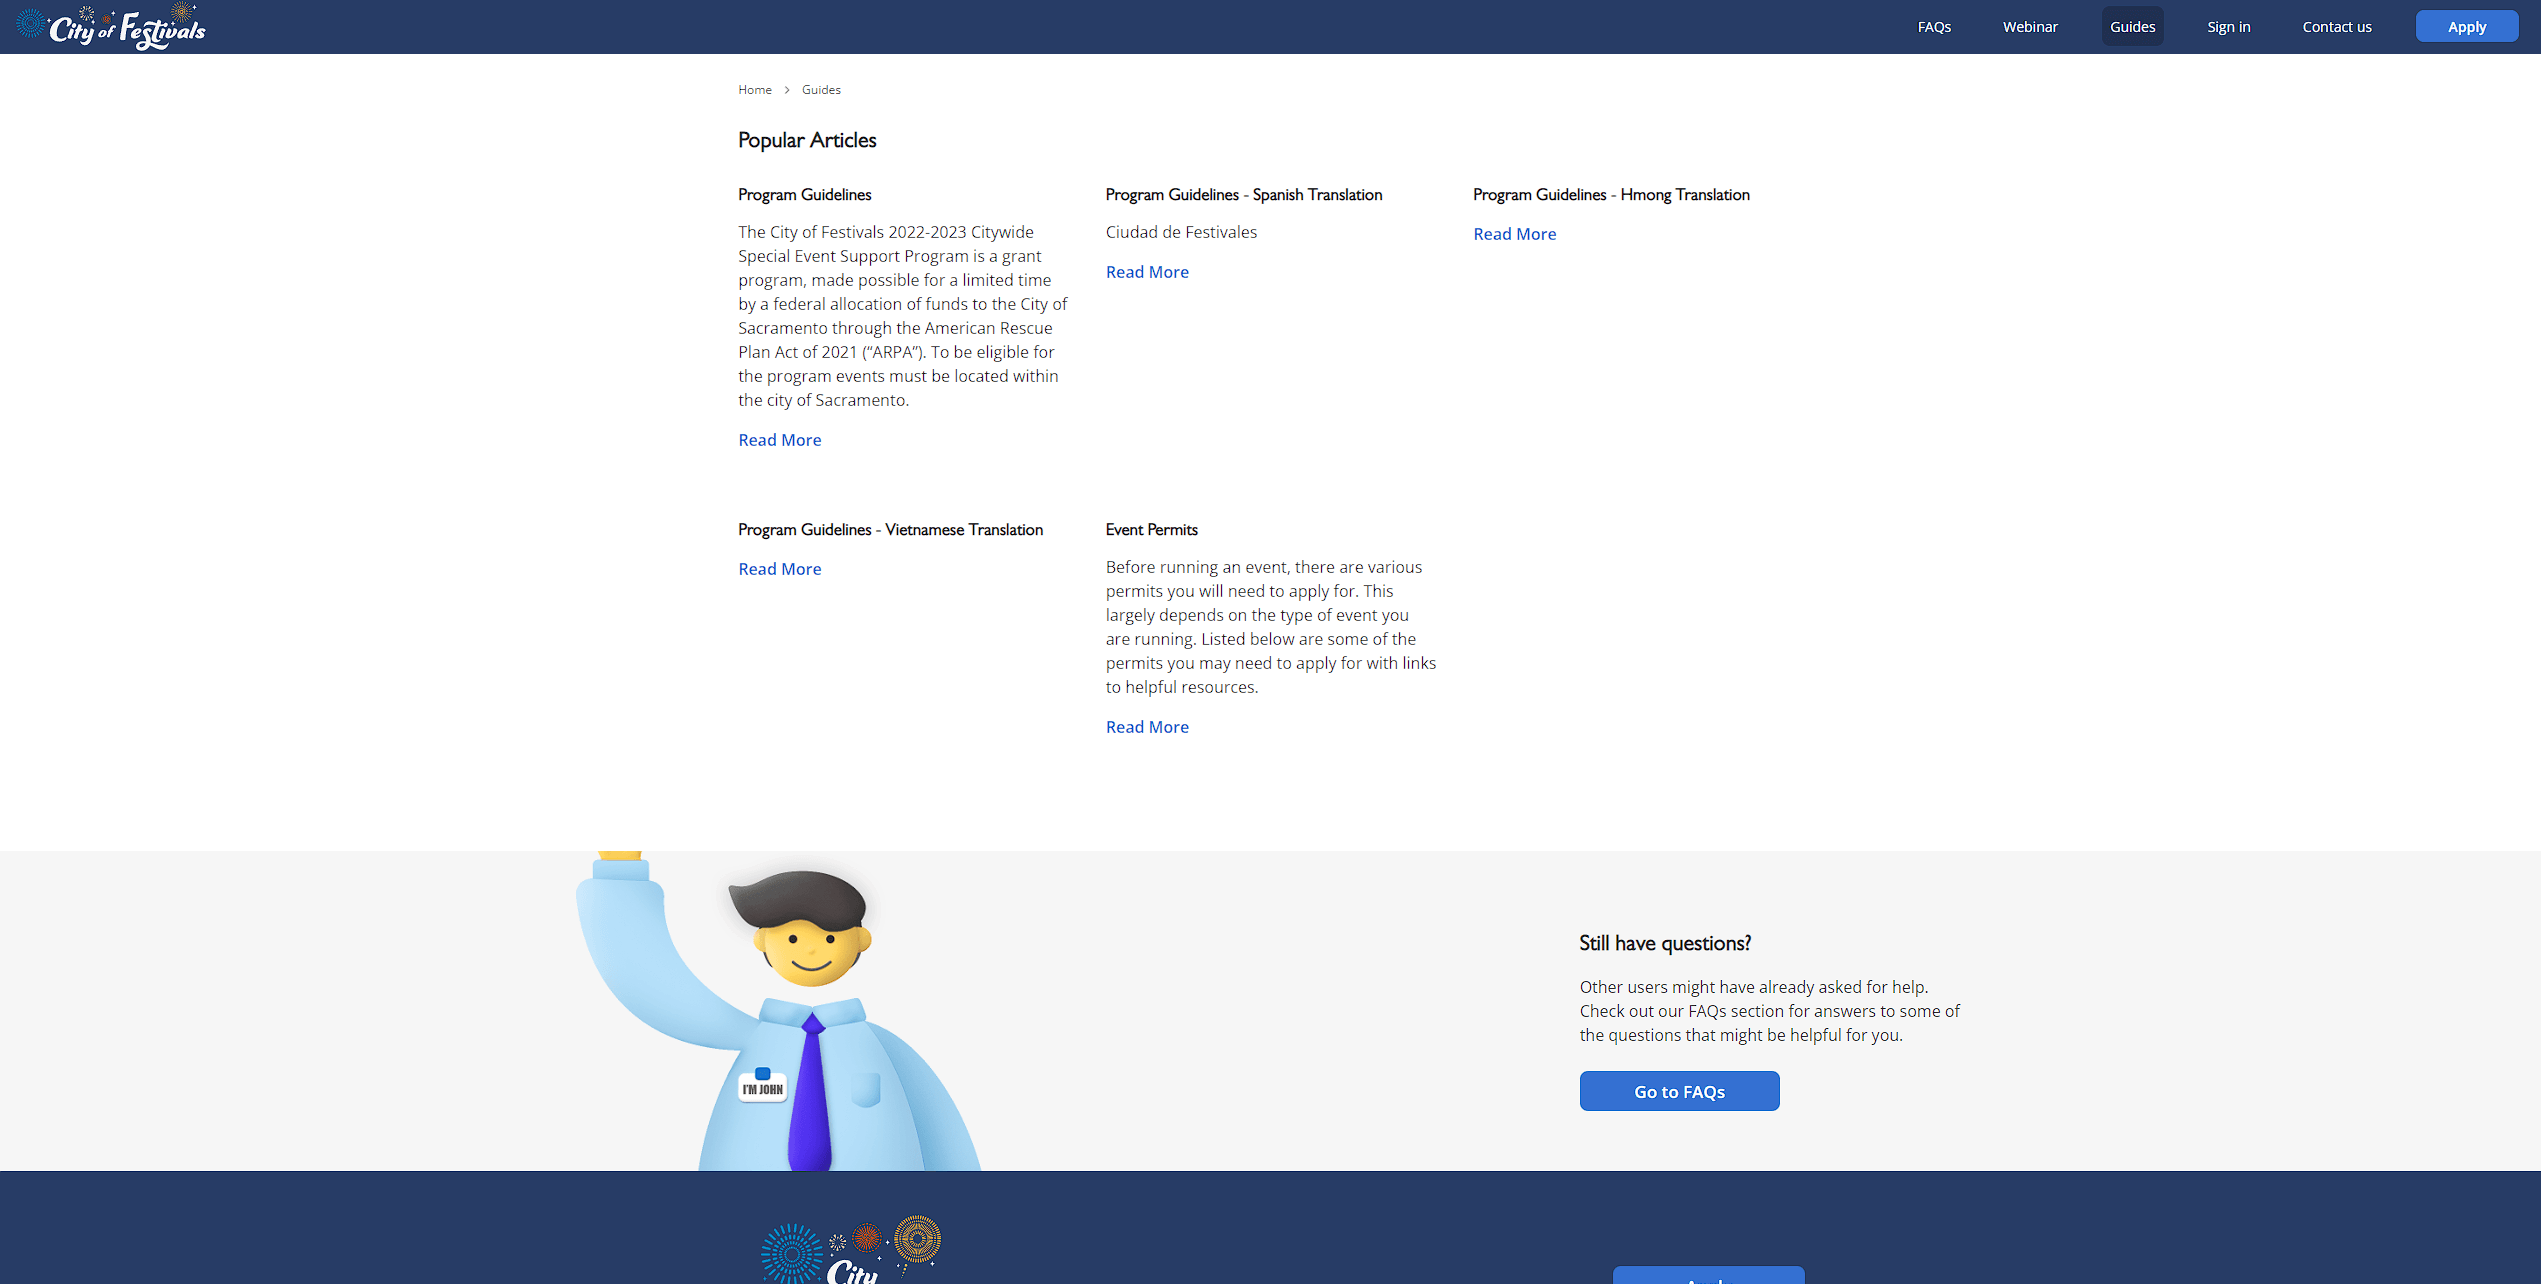 City of Festivals
FAQs
Webinar
Guides
Sign in
Contact us
Apply
Home > Guides
Popular Articles
Program Guidelines
The City of Festivals 2022-2023 Citywide
Special Event Support Program is a grant
program, made possible for a limited time
by a federal allocation of funds to the City of
Sacramento through the American Rescue
Plan Act of 2021 (“ARPA”). To be eligible for
the program events must be located within
the city of Sacramento.
Read More
Program Guidelines - Spanish Translation
Ciudad de Festivales
Read More
Program Guidelines - Hmong Translation
Read More
Program Guidelines - Vietnamese Translation
Read More
Event Permits
Before running an event, there are various
permits you will need to apply for. This
largely depends on the type of event you
are running. Listed below are some of the
permits you may need to apply for with links
to helpful resources.
Read More
I'M JOHN
Still have questions?
Other users might have already asked for help.
Check out our FAQs section for answers to some of
the questions that might be helpful for you.
Go to FAQs
City